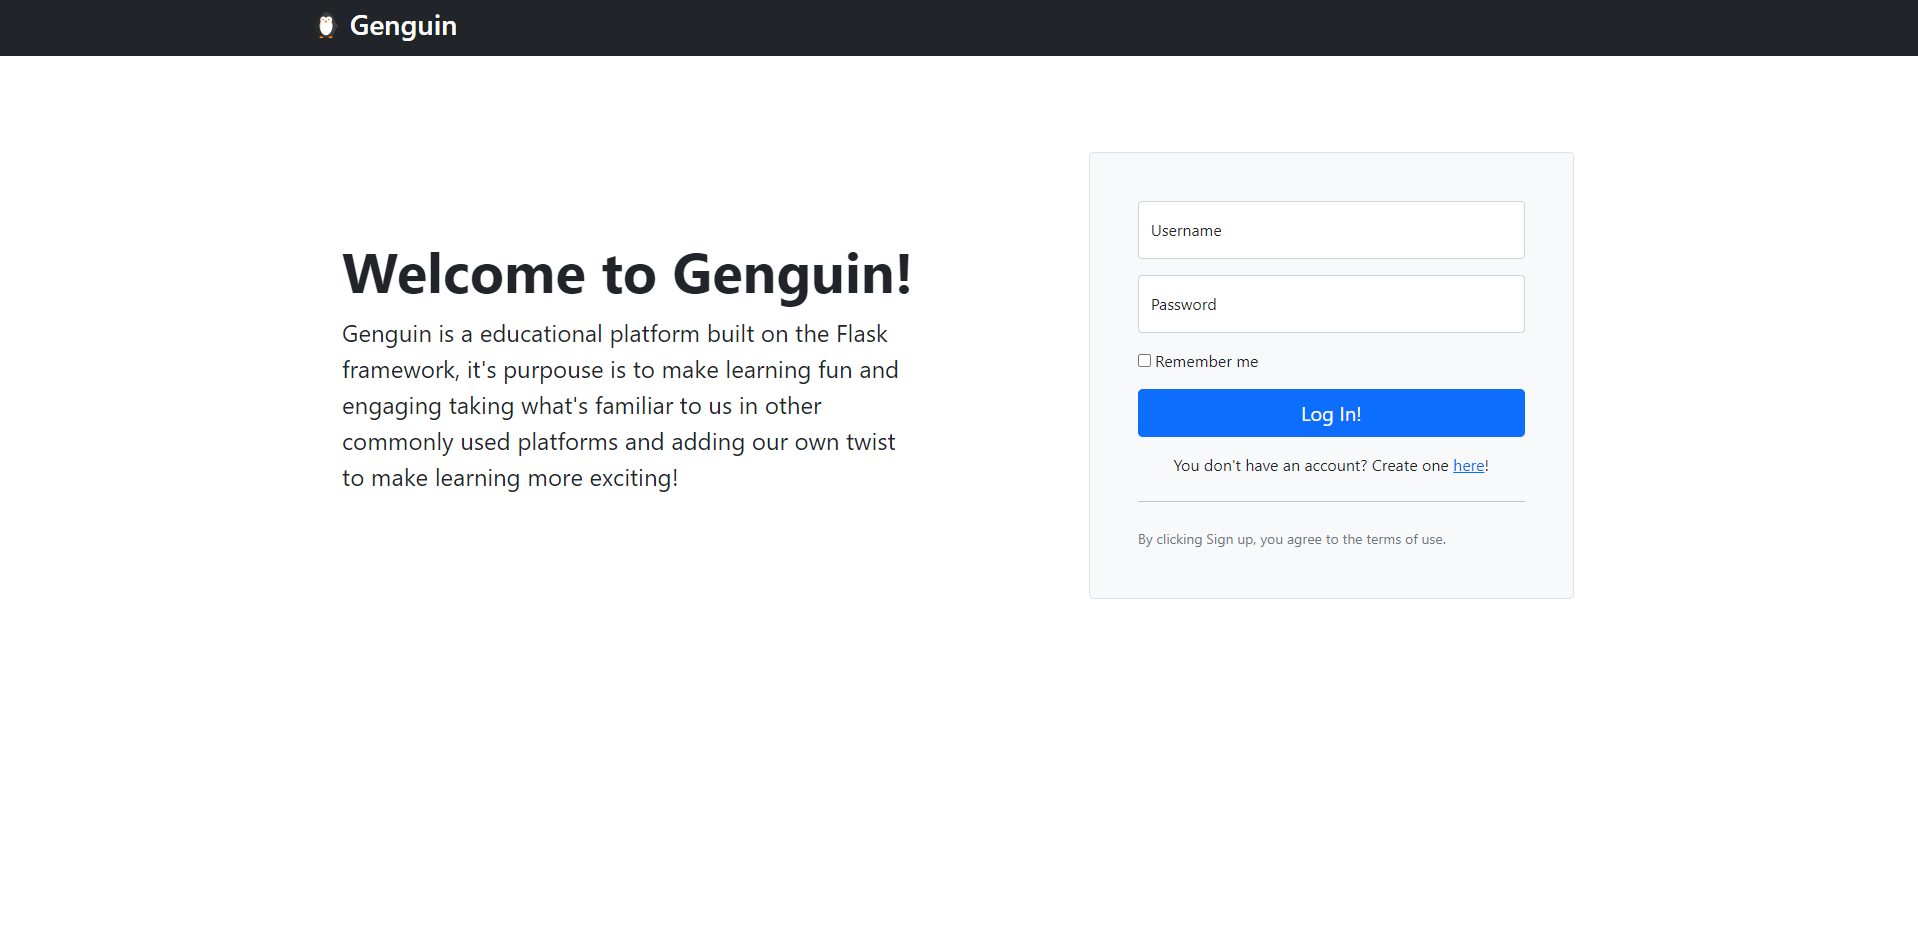 Genguin
Welcome to Genguin!
Genguin is a educational platform built on the Flask
framework, it's purpouse is to make learning fun and
engaging taking what's familiar to us in other
commonly used platforms and adding our own twist
to make learning more exciting!
Username
Password
Remember me
Log In!
You don't have an account? Create one here!
By clicking Sign up, you agree to the terms of use.